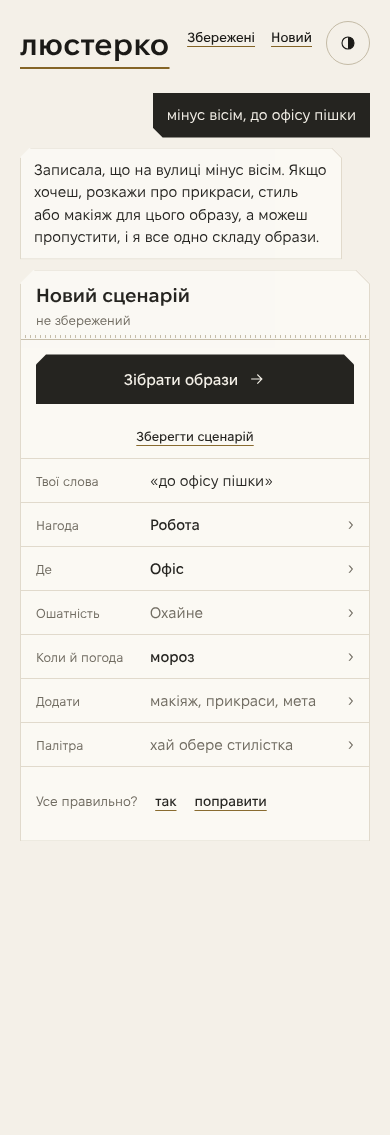 люстерко
Збережені
Новий
мінус вісім, до офісу пішки
Записала, що на вулиці мінус вісім. Якщо
хочеш, розкажи про прикраси, стиль
або макіяж для цього образу, а можеш
пропустити, і я все одно складу образи.
Новий сценарій
не збережений
Зібрати образи →
Зберегти сценарій
Твої слова «до офісу пішки»
Нагода Робота
Де Офіс
Ошатність Охайне
Коли й погода мороз
Додати макіяж, прикраси, мета
Палітра хай обере стилістка
Усе правильно? так поправити